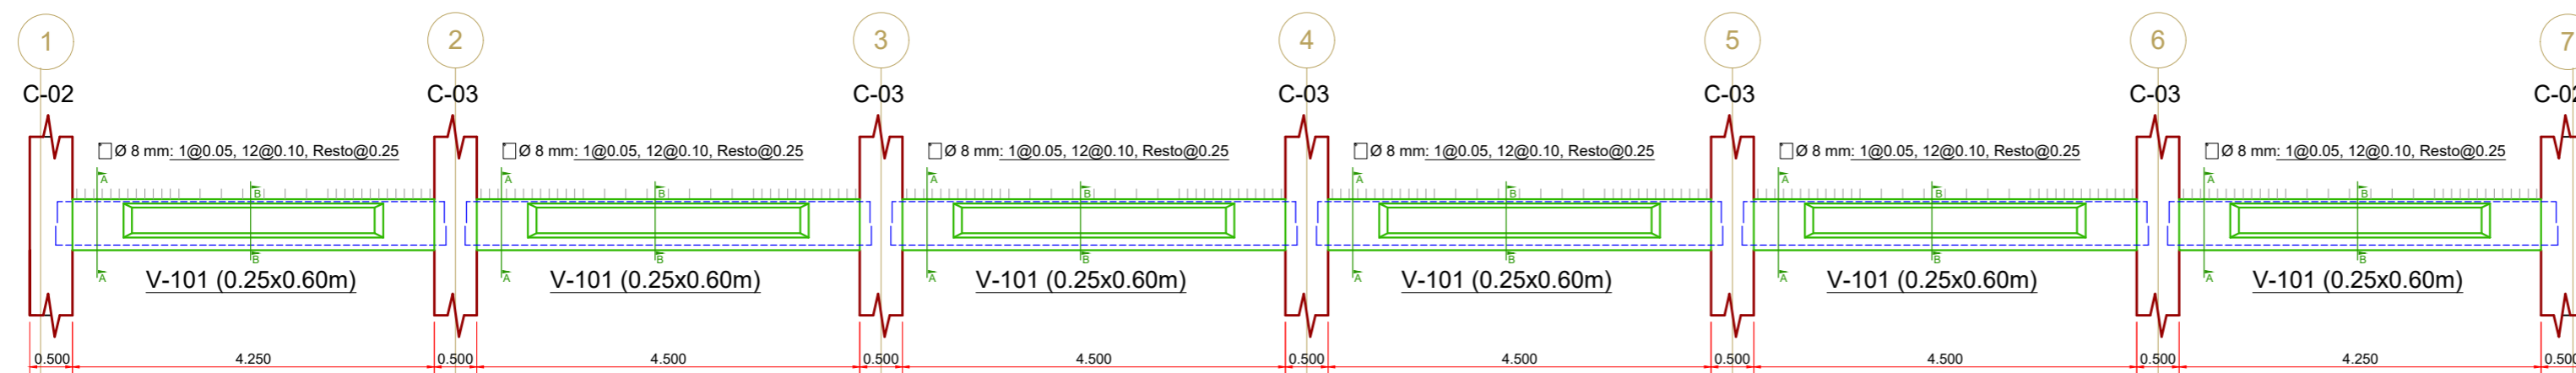 1 2 3 4 5 6 7
C-02 C-03 C-03 C-03 C-03 C-03
Ø 8 mm: 1@0.05, 12@0.10, Resto@0.25 Ø 8 mm: 1@0.05, 12@0.10, Resto@0.25 Ø 8 mm: 1@0.05, 12@0.10, Resto@0.25 Ø 8 mm: 1@0.05, 12@0.10, Resto@0.25 Ø 8 mm: 1@0.05, 12@0.10, Resto@0.25 Ø 8 mm: 1@0.05, 12@0.10, Resto@0.25
A A A A A A
B B B B B B
B B B B B B
A A A A A A
V-101 (0.25x0.60m) V-101 (0.25x0.60m) V-101 (0.25x0.60m) V-101 (0.25x0.60m) V-101 (0.25x0.60m) V-101 (0.25x0.60m)
0.500 4.250 0.500 4.500 0.500 4.500 0.500 4.500 0.500 4.500 0.500 4.250